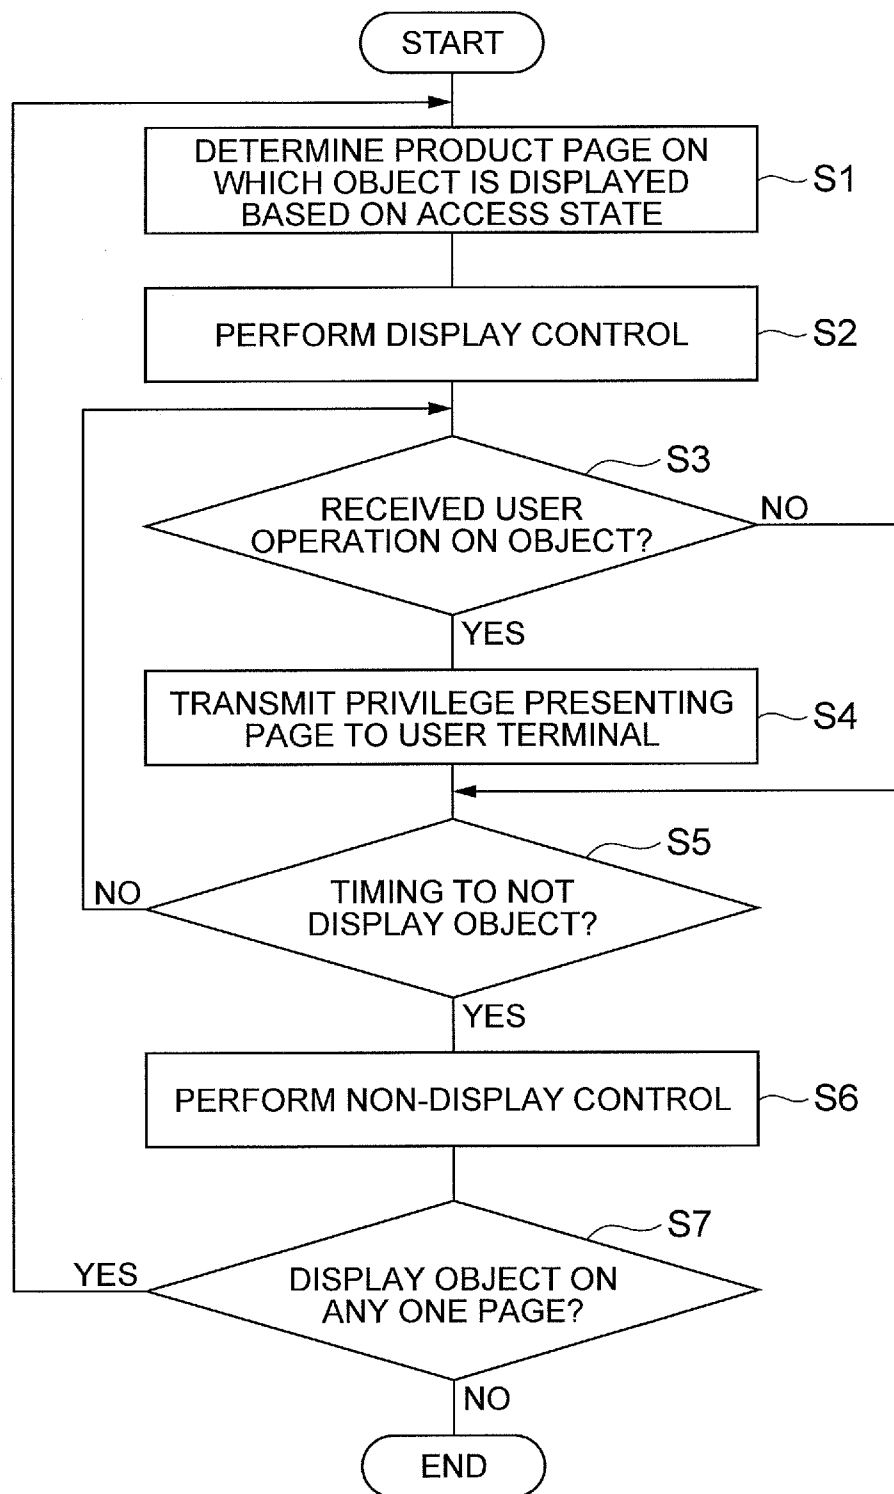 START
DETERMINE PRODUCT PAGE ON
WHICH OBJECT IS DISPLAYED
BASED ON ACCESS STATE
S1
PERFORM DISPLAY CONTROL
S2
S3
RECEIVED USER
OPERATION ON OBJECT?
NO
YES
TRANSMIT PRIVILEGE PRESENTING
PAGE TO USER TERMINAL
S4
S5
TIMING TO NOT
DISPLAY OBJECT?
NO
YES
PERFORM NON-DISPLAY CONTROL
S6
S7
DISPLAY OBJECT ON
ANY ONE PAGE?
YES
NO
END